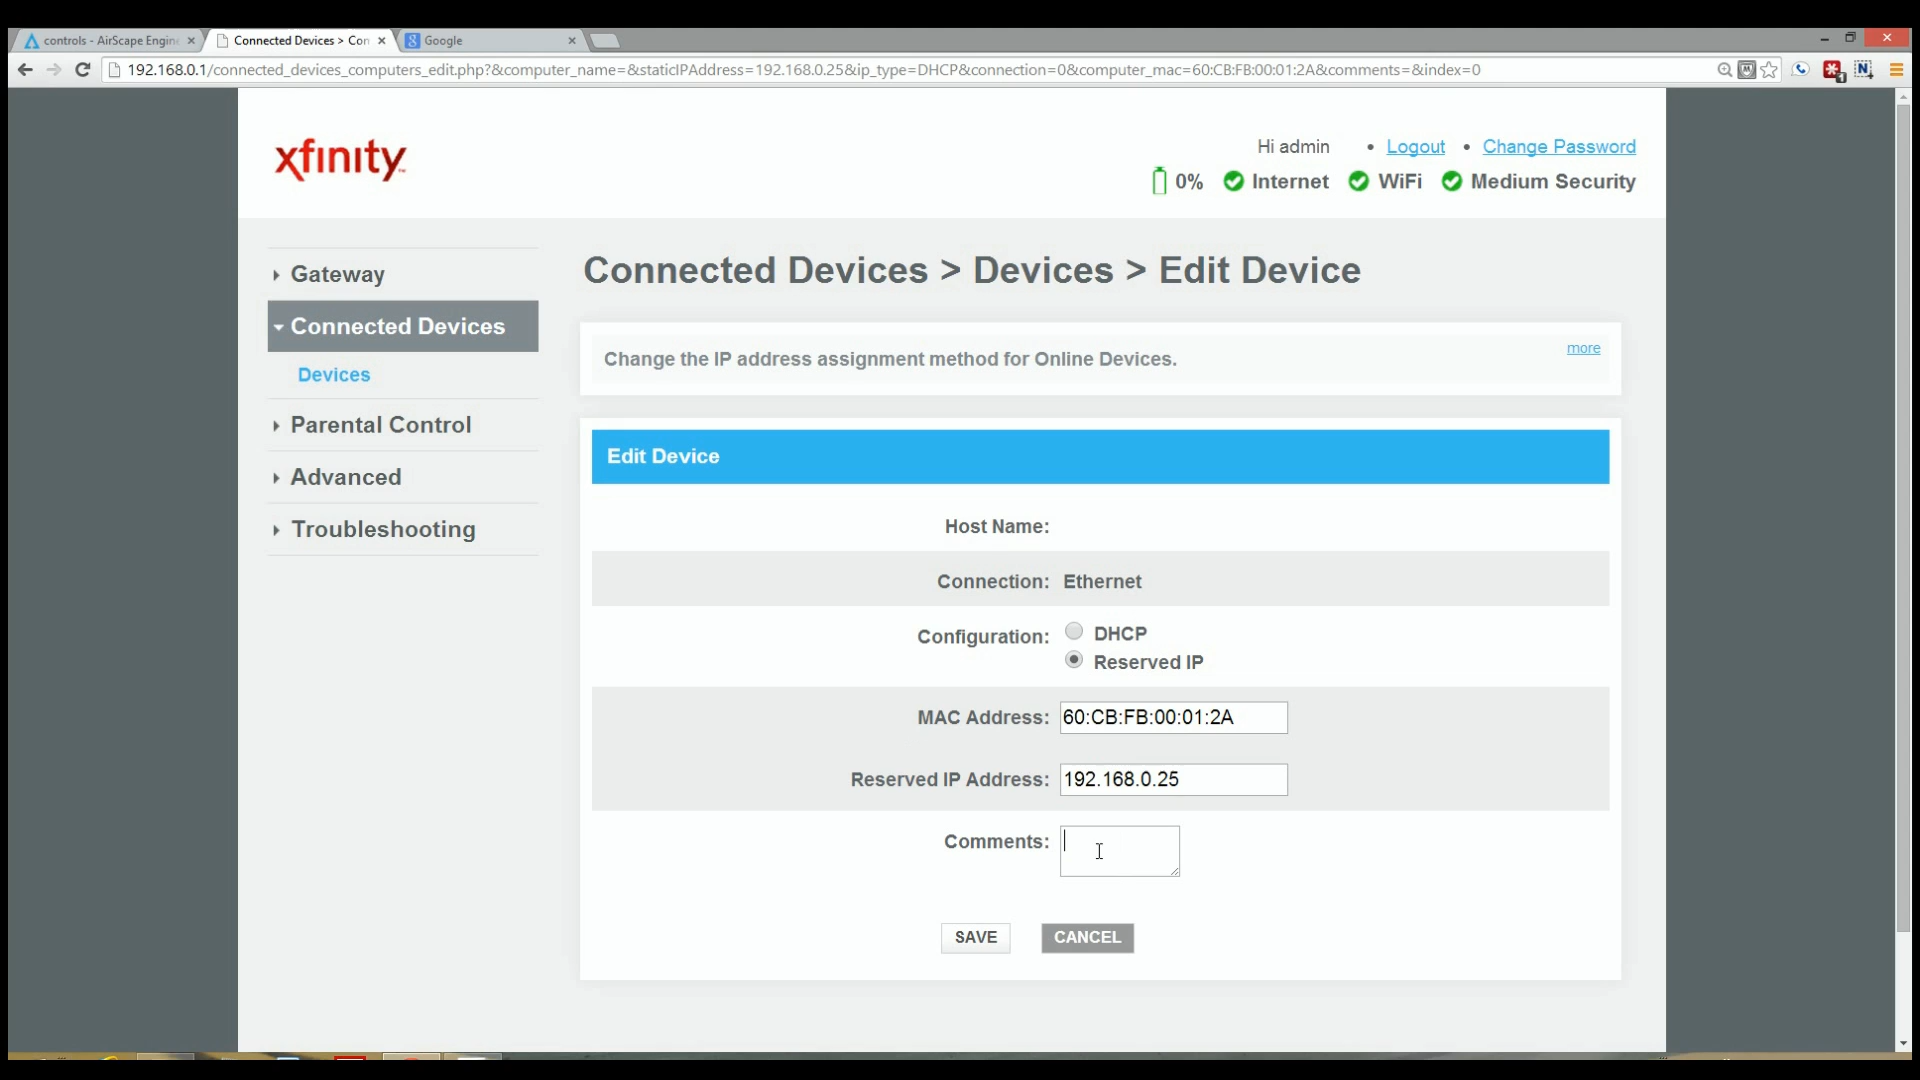 controls - AirScape Engine
Connected Devices > Con
Google
192.168.0.1/connected_devices_computers_edit.php?&computer_name=&staticIPAddress=192.168.0.25&ip_type=DHCP&connection=0&computer_mac=60:CB:FB:00:01:2A&comments=&index=0
xfinity
Hi admin • Logout • Change Password
0% Internet WiFi Medium Security
Gateway
Connected Devices
Devices
Parental Control
Advanced
Troubleshooting
Connected Devices > Devices > Edit Device
Change the IP address assignment method for Online Devices.
more
Edit Device
Host Name:
Connection: Ethernet
Configuration: DHCP
Reserved IP
MAC Address: 60:CB:FB:00:01:2A
Reserved IP Address: 192.168.0.25
Comments:
SAVE CANCEL